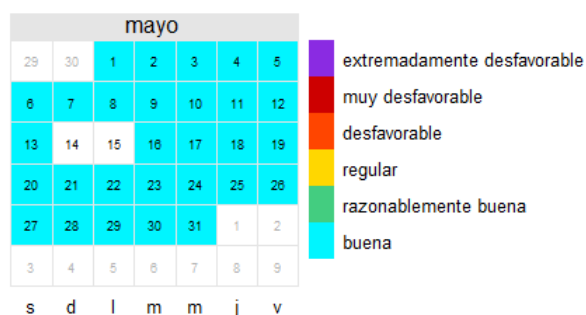 mayo
29 30 1 2 3 4 5
6 7 8 9 10 11 12
13 14 15 16 17 18 19
20 21 22 23 24 25 26
27 28 29 30 31 1 2
3 4 5 6 7 8 9
s d l m m j v
extremadamente desfavorable
muy desfavorable
desfavorable
regular
razonablemente buena
buena